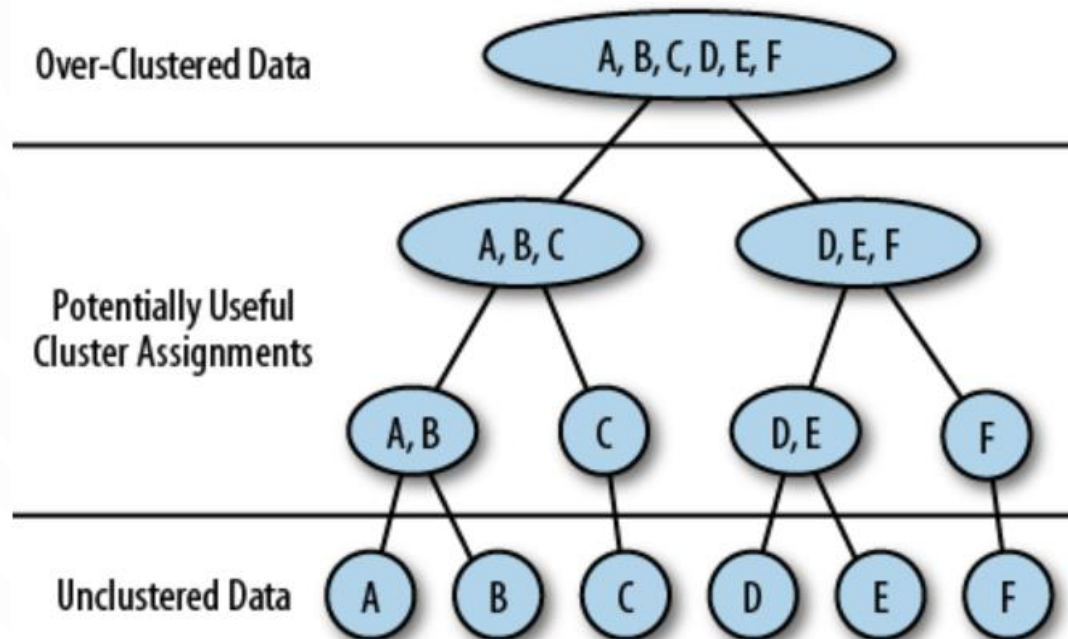 Over-Clustered Data
A, B, C, D, E, F
A, B, C
D, E, F
Potentially Useful
Cluster Assignments
A, B
C
D, E
F
Unclustered Data
A
B
C
D
E
F